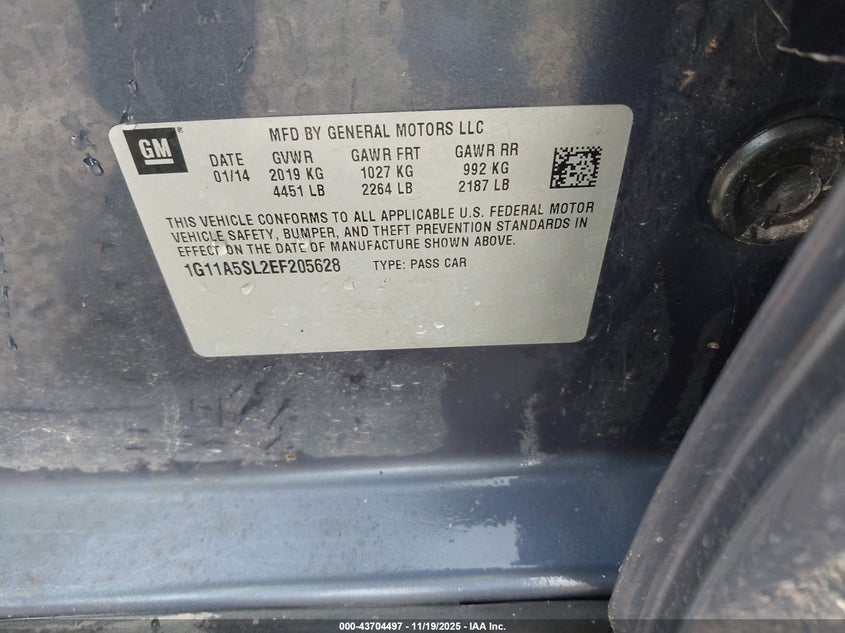 GM
MFD BY GENERAL MOTORS LLC
DATE GVWR GAWR FRT GAWR RR
01/14 2019 KG 1027 KG 992 KG
4451 LB 2264 LB 2187 LB
THIS VEHICLE CONFORMS TO ALL APPLICABLE U.S. FEDERAL MOTOR
VEHICLE SAFETY, BUMPER, AND THEFT PREVENTION STANDARDS IN
EFFECT ON THE DATE OF MANUFACTURE SHOWN ABOVE.
1G11A5SL2EF205628 TYPE: PASS CAR
000-43704497 - 11/19/2025 - IAA Inc.